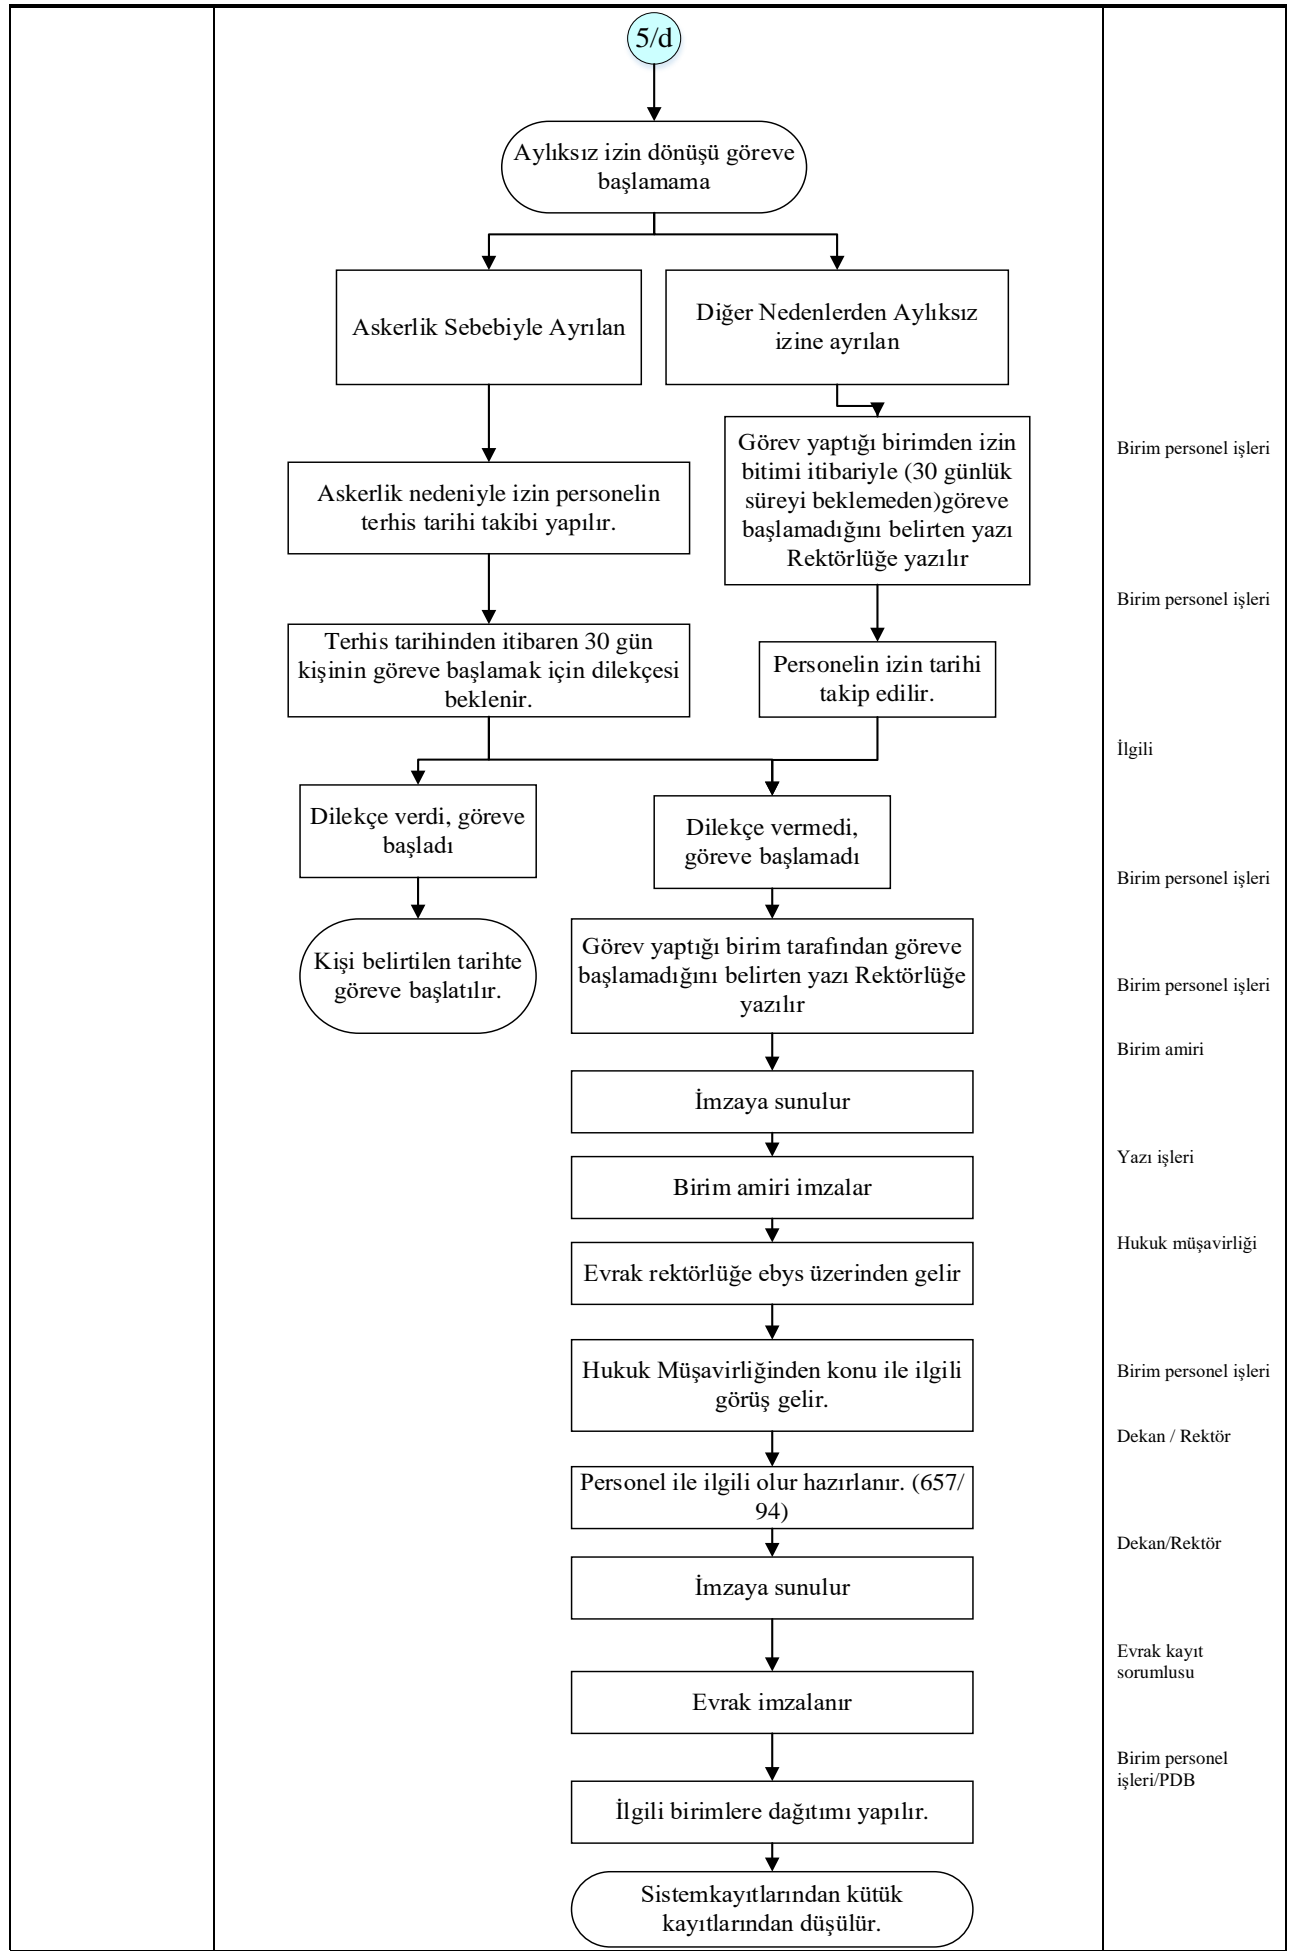 5/d
Aylıksız izin dönüşü göreve
başlamama
Askerlik Sebebiyle Ayrılan
Diğer Nedenlerden Aylıksız
izine ayrılan
Görev yaptığı birimden izin
bitimi itibariyle (30 günlük
süreyi beklemeden)göreve
başlamadığını belirten yazı
Rektörlüğe yazılır
Birim personel işleri
Askerlik nedeniyle izin personelin
terhis tarihi takibi yapılır.
Birim personel işleri
Terhis tarihinden itibaren 30 gün
kişinin göreve başlamak için dilekçesi
beklenir.
Personelin izin tarihi
takip edilir.
İlgili
Dilekçe verdi, göreve
başladı
Dilekçe vermedi,
göreve başlamadı
Birim personel işleri
Kişi belirtilen tarihte
göreve başlatılır.
Görev yaptığı birim tarafından göreve
başlamadığını belirten yazı Rektörlüğe
yazılır
Birim personel işleri
Birim amiri
İmzaya sunulur
Yazı işleri
Birim amiri imzalar
Hukuk müşavirliği
Evrak rektörlüğe ebys üzerinden gelir
Hukuk Müşavirliğinden konu ile ilgili
görüş gelir.
Birim personel işleri
Dekan / Rektör
Personel ile ilgili olur hazırlanır. (657/
94)
Dekan/Rektör
İmzaya sunulur
Evrak kayıt
sorumlusu
Evrak imzalanır
Birim personel
işleri/PDB
İlgili birimlere dağıtımı yapılır.
Sistemkayıtlarından kütük
kayıtlarından düşülür.